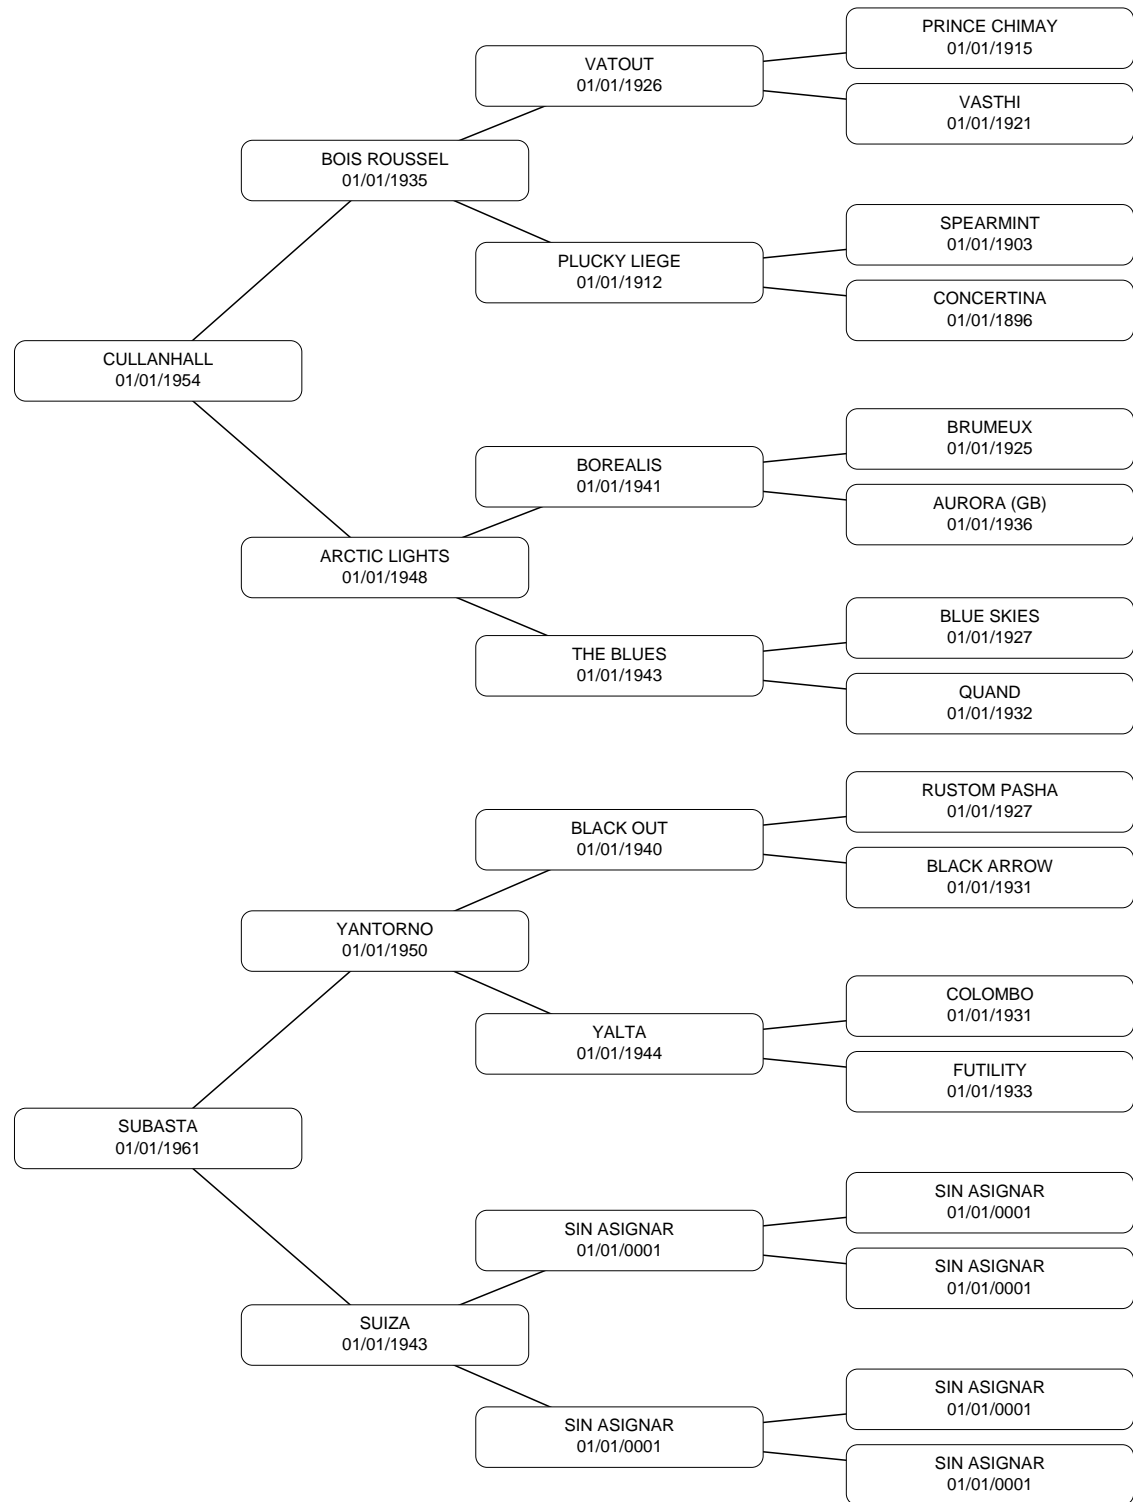 PRINCE CHIMAY
01/01/1915
VATOUT
01/01/1926
VASTHI
01/01/1921
BOIS ROUSSEL
01/01/1935
SPEARMINT
01/01/1903
PLUCKY LIEGE
01/01/1912
CONCERTINA
01/01/1896
CULLANHALL
01/01/1954
BRUMEUX
01/01/1925
BOREALIS
01/01/1941
AURORA (GB)
01/01/1936
ARCTIC LIGHTS
01/01/1948
BLUE SKIES
01/01/1927
THE BLUES
01/01/1943
QUAND
01/01/1932
RUSTOM PASHA
01/01/1927
BLACK OUT
01/01/1940
BLACK ARROW
01/01/1931
YANTORNO
01/01/1950
COLOMBO
01/01/1931
YALTA
01/01/1944
FUTILITY
01/01/1933
SUBASTA
01/01/1961
SIN ASIGNAR
01/01/0001
SIN ASIGNAR
01/01/0001
SIN ASIGNAR
01/01/0001
SUIZA
01/01/1943
SIN ASIGNAR
01/01/0001
SIN ASIGNAR
01/01/0001
SIN ASIGNAR
01/01/0001